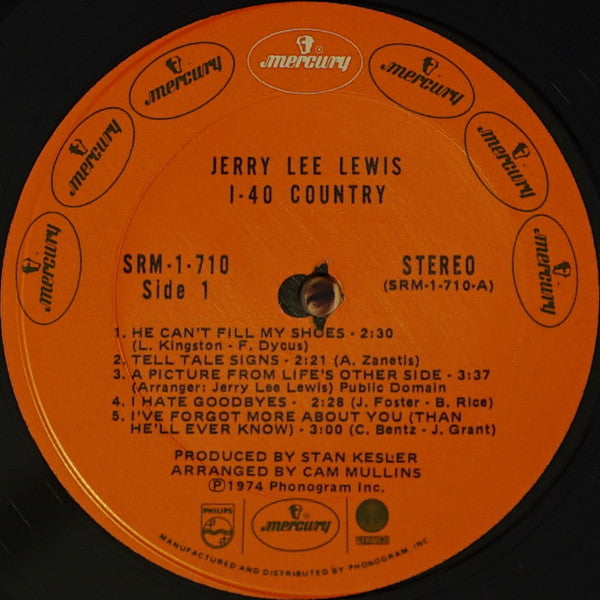 mercury
mercury
mercury
mercury®
mercury
mercury
mercury
JERRY LEE LEWIS
I-40 COUNTRY
SRM-1-710
Side 1
STEREO
(SRM-1-710-A)
1. HE CAN'T FILL MY SHOES - 2:30
(L. Kingston - F. Dycus)
2. TELL TALE SIGNS - 2:21 (A. Zanetis)
3. A PICTURE FROM LIFE'S OTHER SIDE - 3:37
(Arranger: Jerry Lee Lewis) Public Domain
4. I HATE GOODBYES - 2:28 (J. Foster - B. Rice)
5. I'VE FORGOT MORE ABOUT YOU (THAN
HE'LL EVER KNOW) - 3:00 (C. Bentz - J. Grant)
PRODUCED BY STAN KESLER
ARRANGED BY CAM MULLINS
℗1974 Phonogram Inc.
PHILIPS
mercury
VERTIGO
MANUFACTURED AND DISTRIBUTED BY PHONOGRAM, INC.